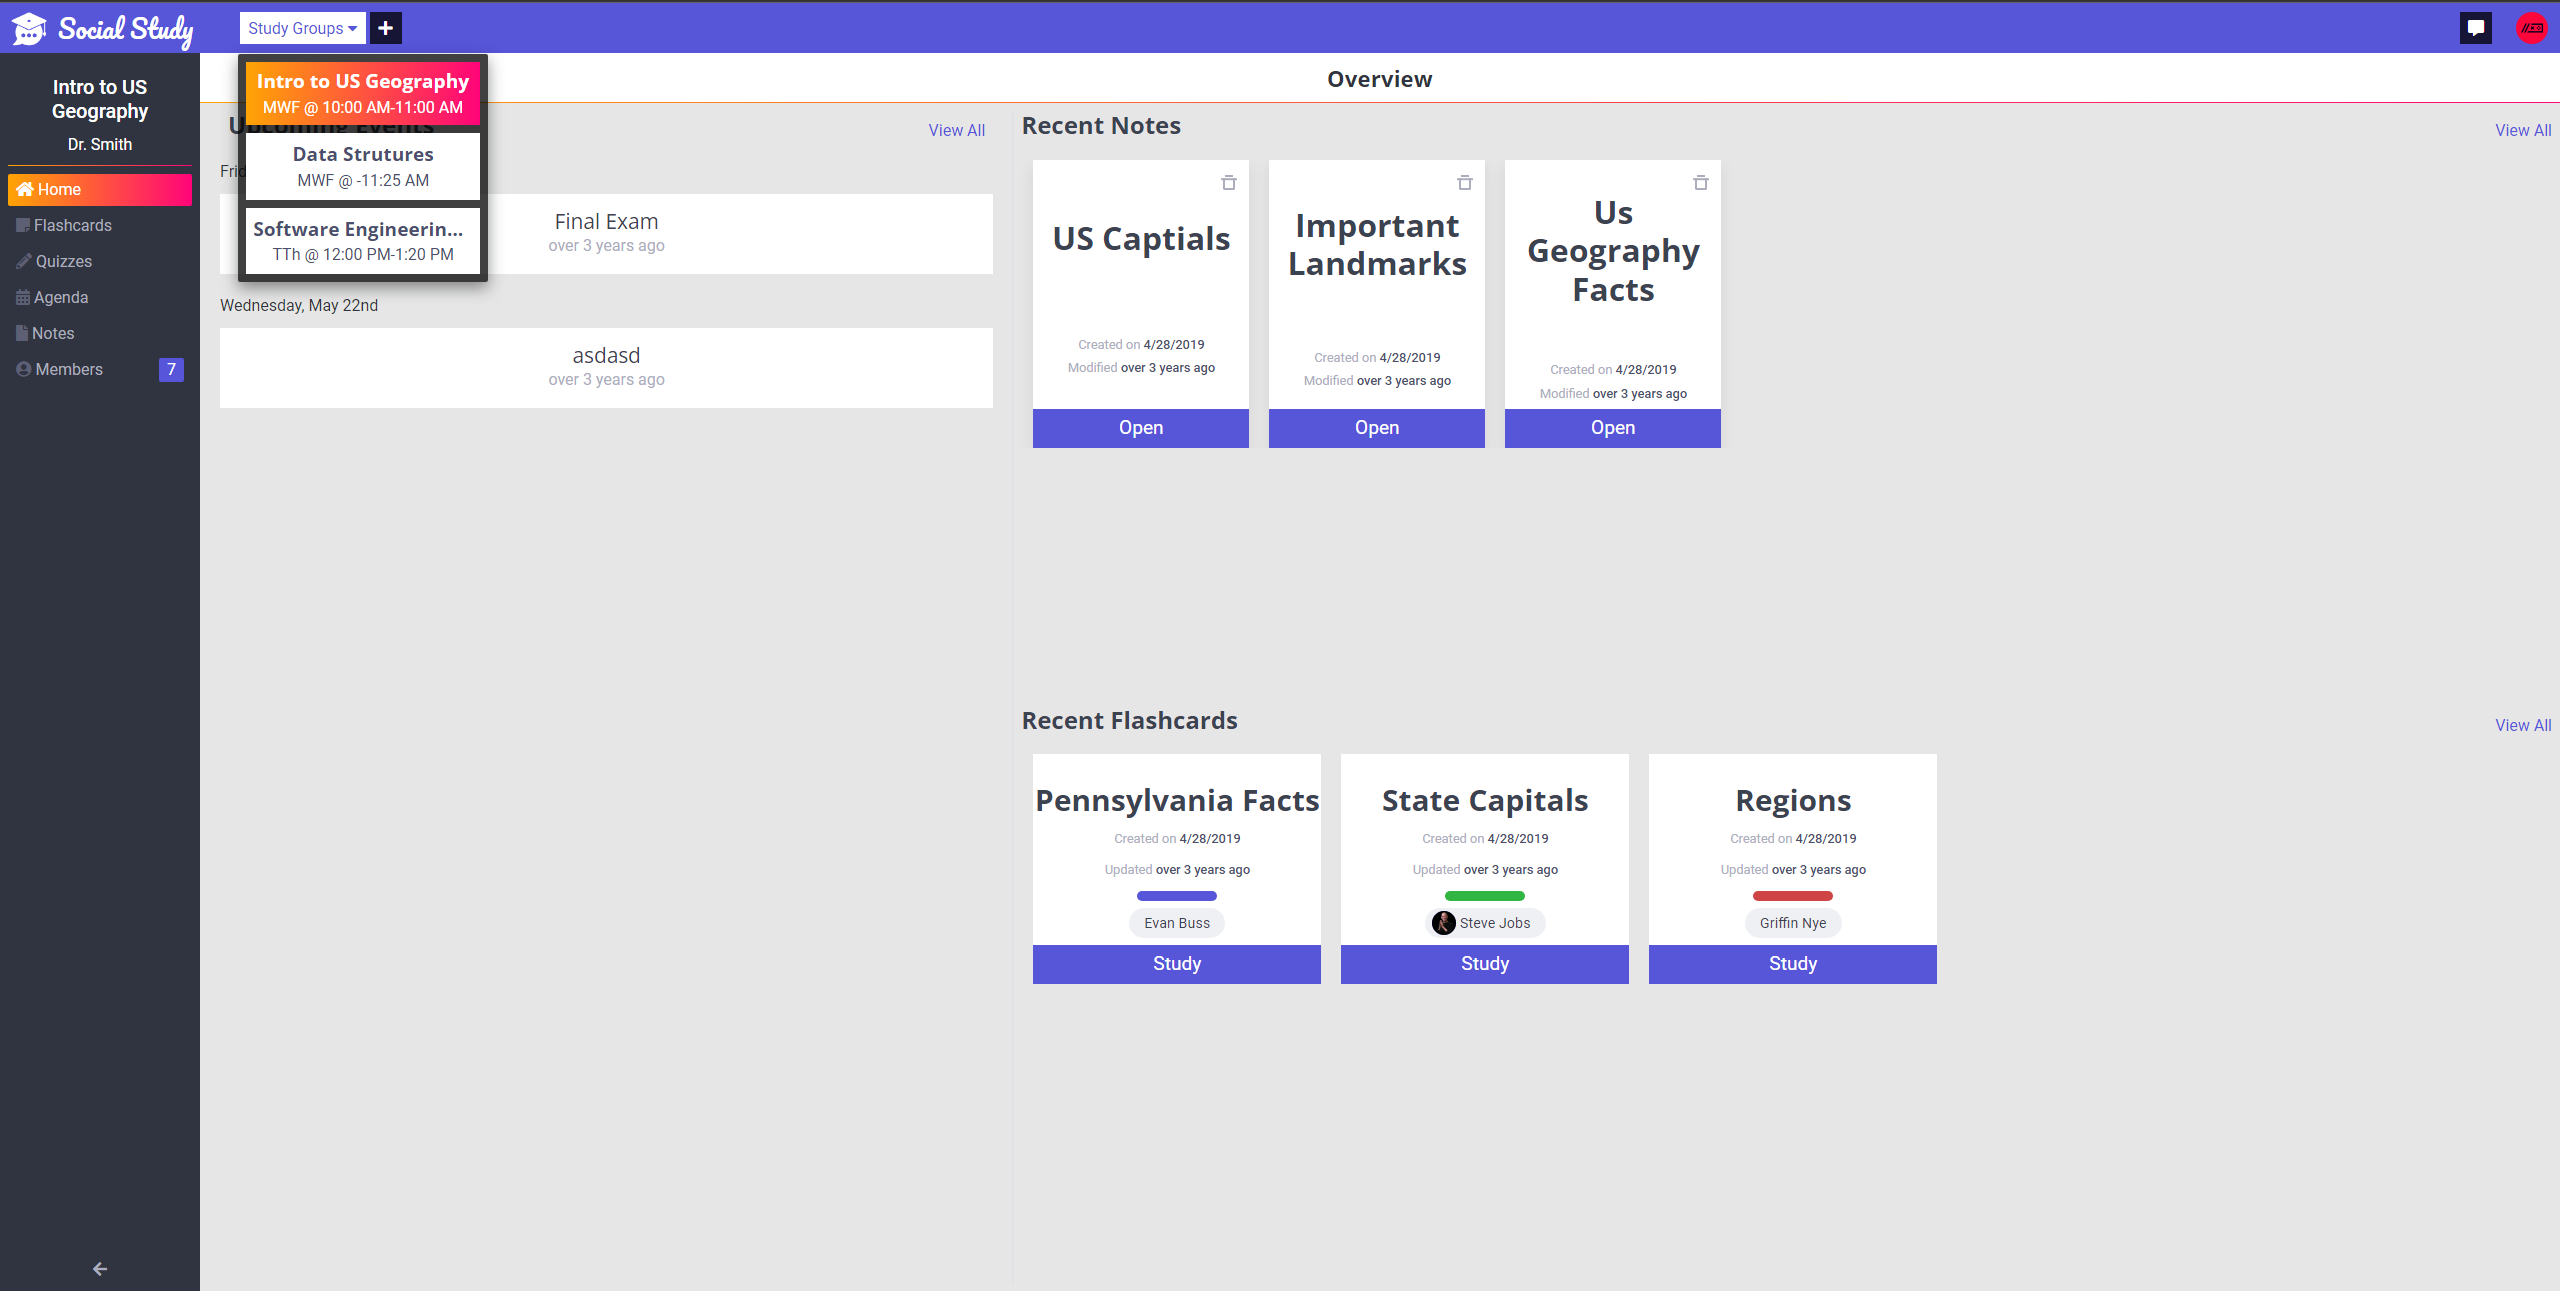 Social Study
Study Groups
Intro to US
Geography
Dr. Smith
Home
Flashcards
Quizzes
Agenda
Notes
Members 7
Intro to US Geography
MWF @ 10:00 AM-11:00 AM
Data Strutures
MWF @ -11:25 AM
Software Engineerin...
TTh @ 12:00 PM-1:20 PM
Overview
Upcoming Events
View All
Final Exam
over 3 years ago
Wednesday, May 22nd
asdasd
over 3 years ago
Recent Notes
View All
US Captials
Created on 4/28/2019
Modified over 3 years ago
Open
Important
Landmarks
Created on 4/28/2019
Modified over 3 years ago
Open
Us
Geography
Facts
Created on 4/28/2019
Modified over 3 years ago
Open
Recent Flashcards
View All
Pennsylvania Facts
Created on 4/28/2019
Updated over 3 years ago
Evan Buss
Study
State Capitals
Created on 4/28/2019
Updated over 3 years ago
Steve Jobs
Study
Regions
Created on 4/28/2019
Updated over 3 years ago
Griffin Nye
Study